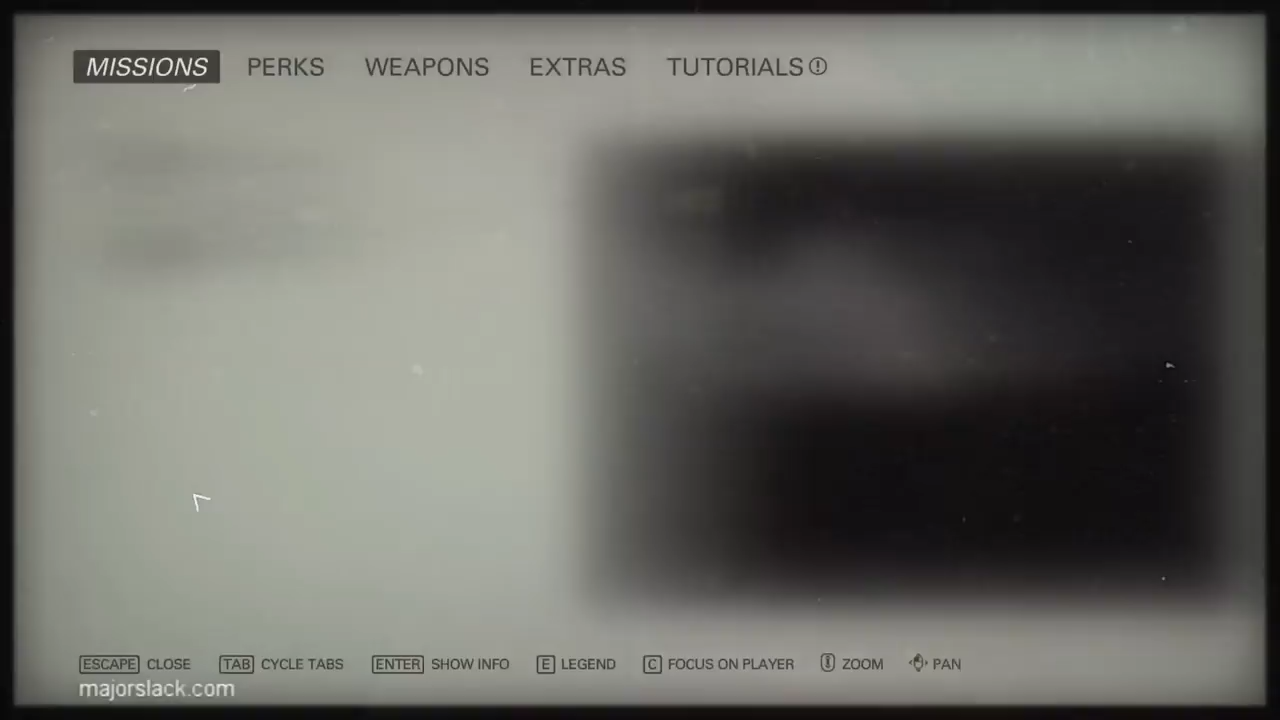 MISSIONS PERKS WEAPONS EXTRAS TUTORIALS
ESCAPE CLOSE TAB CYCLE TABS ENTER SHOW INFO E LEGEND C FOCUS ON PLAYER ZOOM PAN
majorslack.com